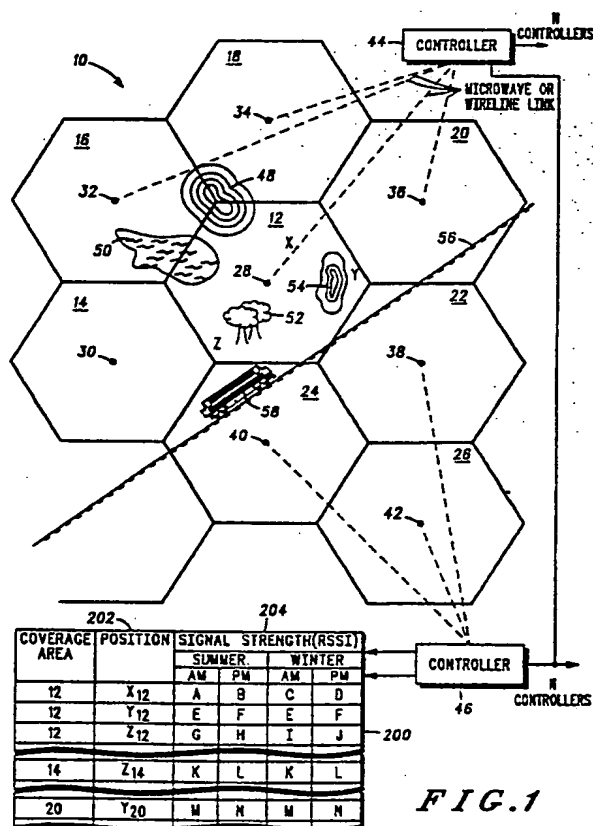 N
CONTROLLERS
44
CONTROLLER
10
18
MICROWAVE OR
WIRELINE LINK
34
16
20
48
32
36
12
56
X
50
28
54
Y
22
14
52
30
Z
38
24
58
40
26
42
202
204
COVERAGE AREA POSITION SIGNAL STRENGTH(RSSI)
SUMMER. WINTER
AM PM AM PM
12 X12 A B C D
12 Y12 E F E F
12 Z12 G H I J
14 Z14 K L K L
20 Y20 M N M N
200
CONTROLLER
46
N
CONTROLLERS
FIG.1